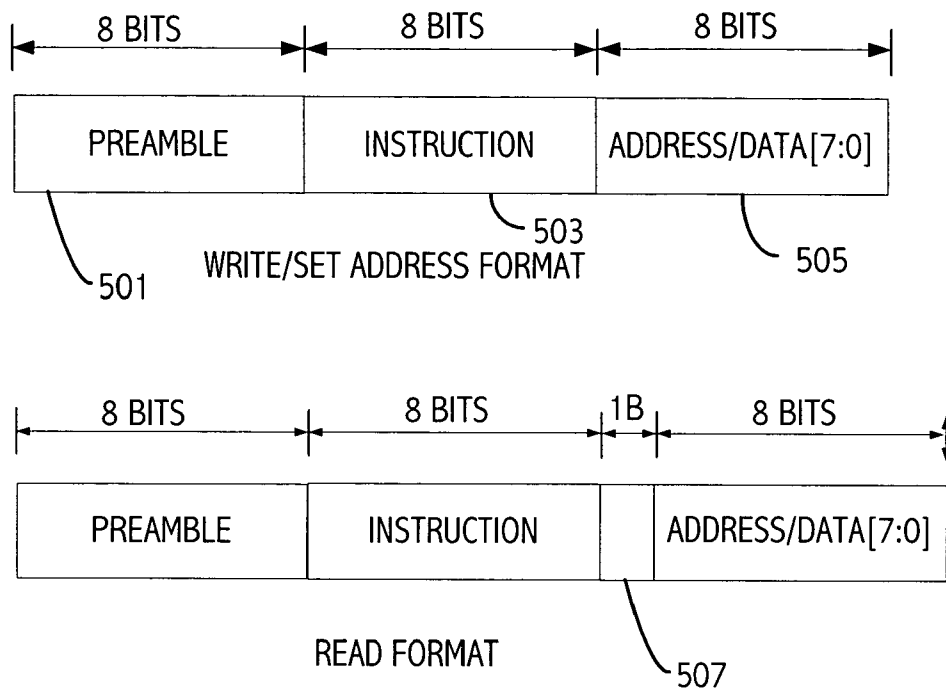 8 BITS 8 BITS 8 BITS
PREAMBLE INSTRUCTION ADDRESS/DATA[7:0]
501 503 505
WRITE/SET ADDRESS FORMAT
8 BITS 8 BITS 1B 8 BITS
PREAMBLE INSTRUCTION ADDRESS/DATA[7:0]
READ FORMAT
507